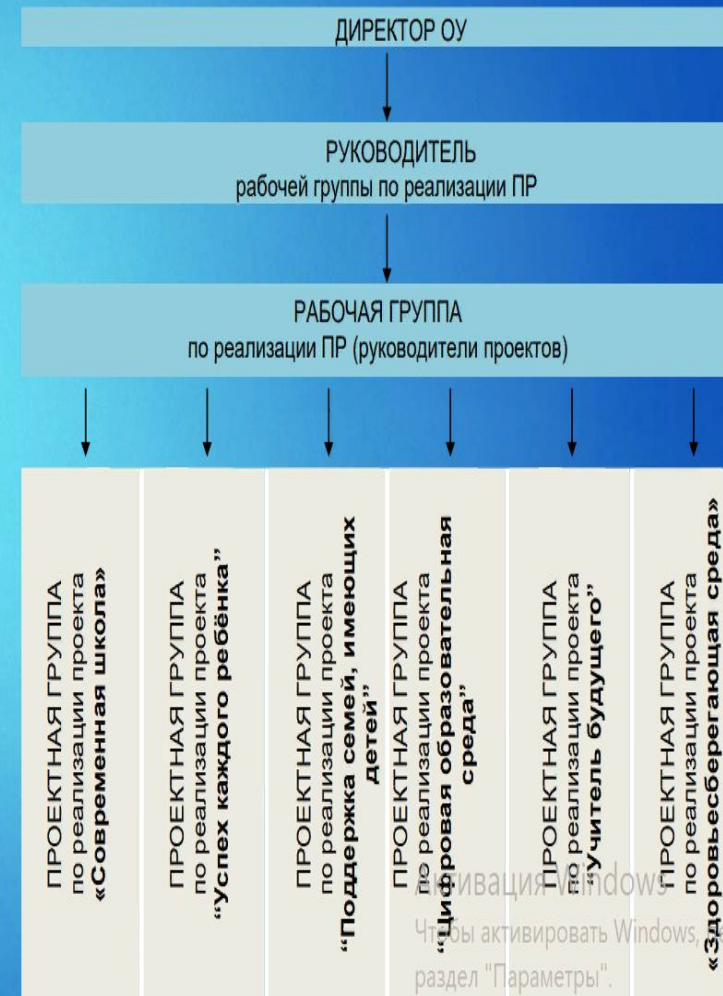 ДИРЕКТОР ОУ
РУКОВОДИТЕЛЬ
рабочей группы по реализации ПР
РАБОЧАЯ ГРУППА
по реализации ПР (руководители проектов)
ПРОЕКТНАЯ ГРУППА
по реализации проекта
«Современная школа»
ПРОЕКТНАЯ ГРУППА
по реализации проекта
“Успех каждого ребёнка”
ПРОЕКТНАЯ ГРУППА
по реализации проекта
“Поддержка семей, имеющих
детей”
ПРОЕКТНАЯ ГРУППА
по реализации проекта
“Цифровая образовательная
среда”
ПРОЕКТНАЯ ГРУППА
по реализации проекта
“Учитель будущего”
ПРОЕКТНАЯ ГРУППА
по реализации проекта
«Здоровьесберегающая среда»
Активация Windows
Чтобы активировать Windows,
раздел "Параметры".